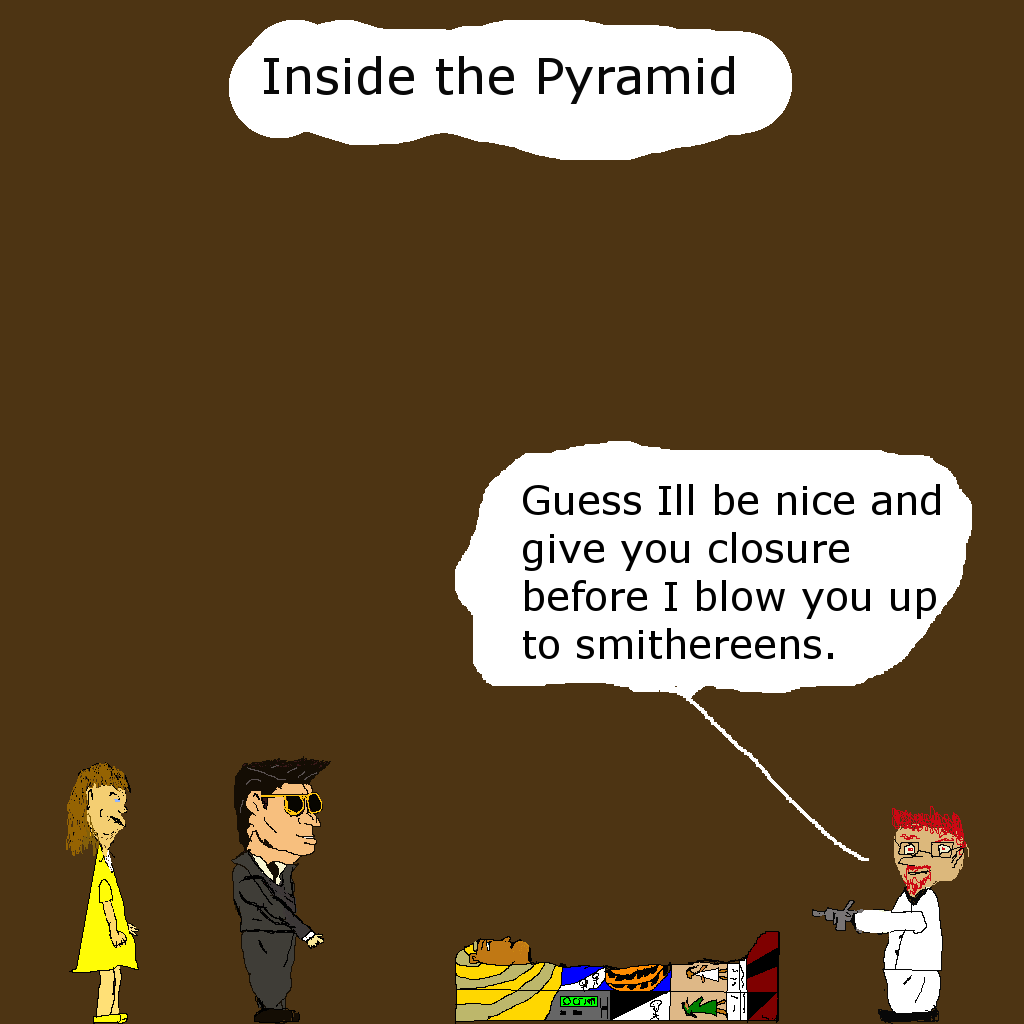 Inside the Pyramid
Guess Ill be nice and
give you closure
before I blow you up
to smithereens.